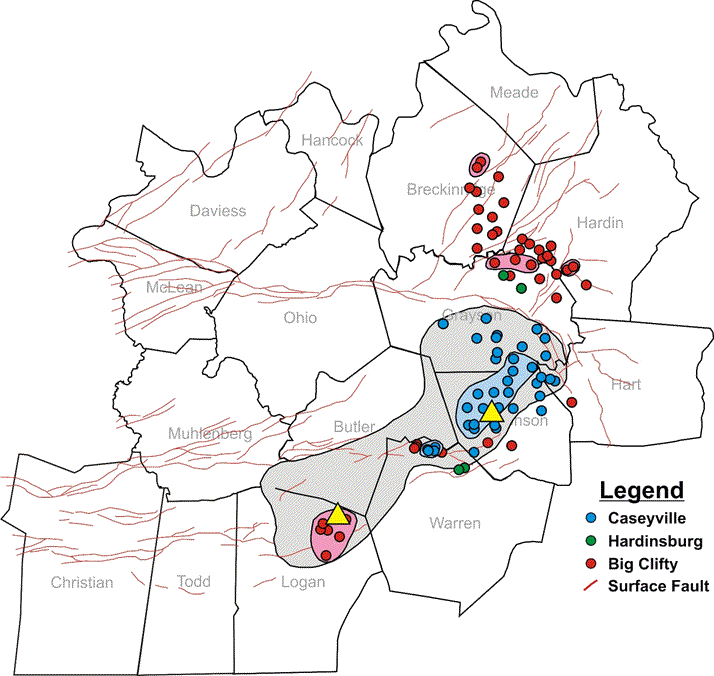 Meade
Hancock
Breckinridge
Daviess
Hardin
McLean
Grayson
Ohio
Hart
Butler
nson
Muhlenberg
Legend
Caseyville
Warren
Hardinsburg
Big Clifty
Christian
Todd
Logan
Surface Fault